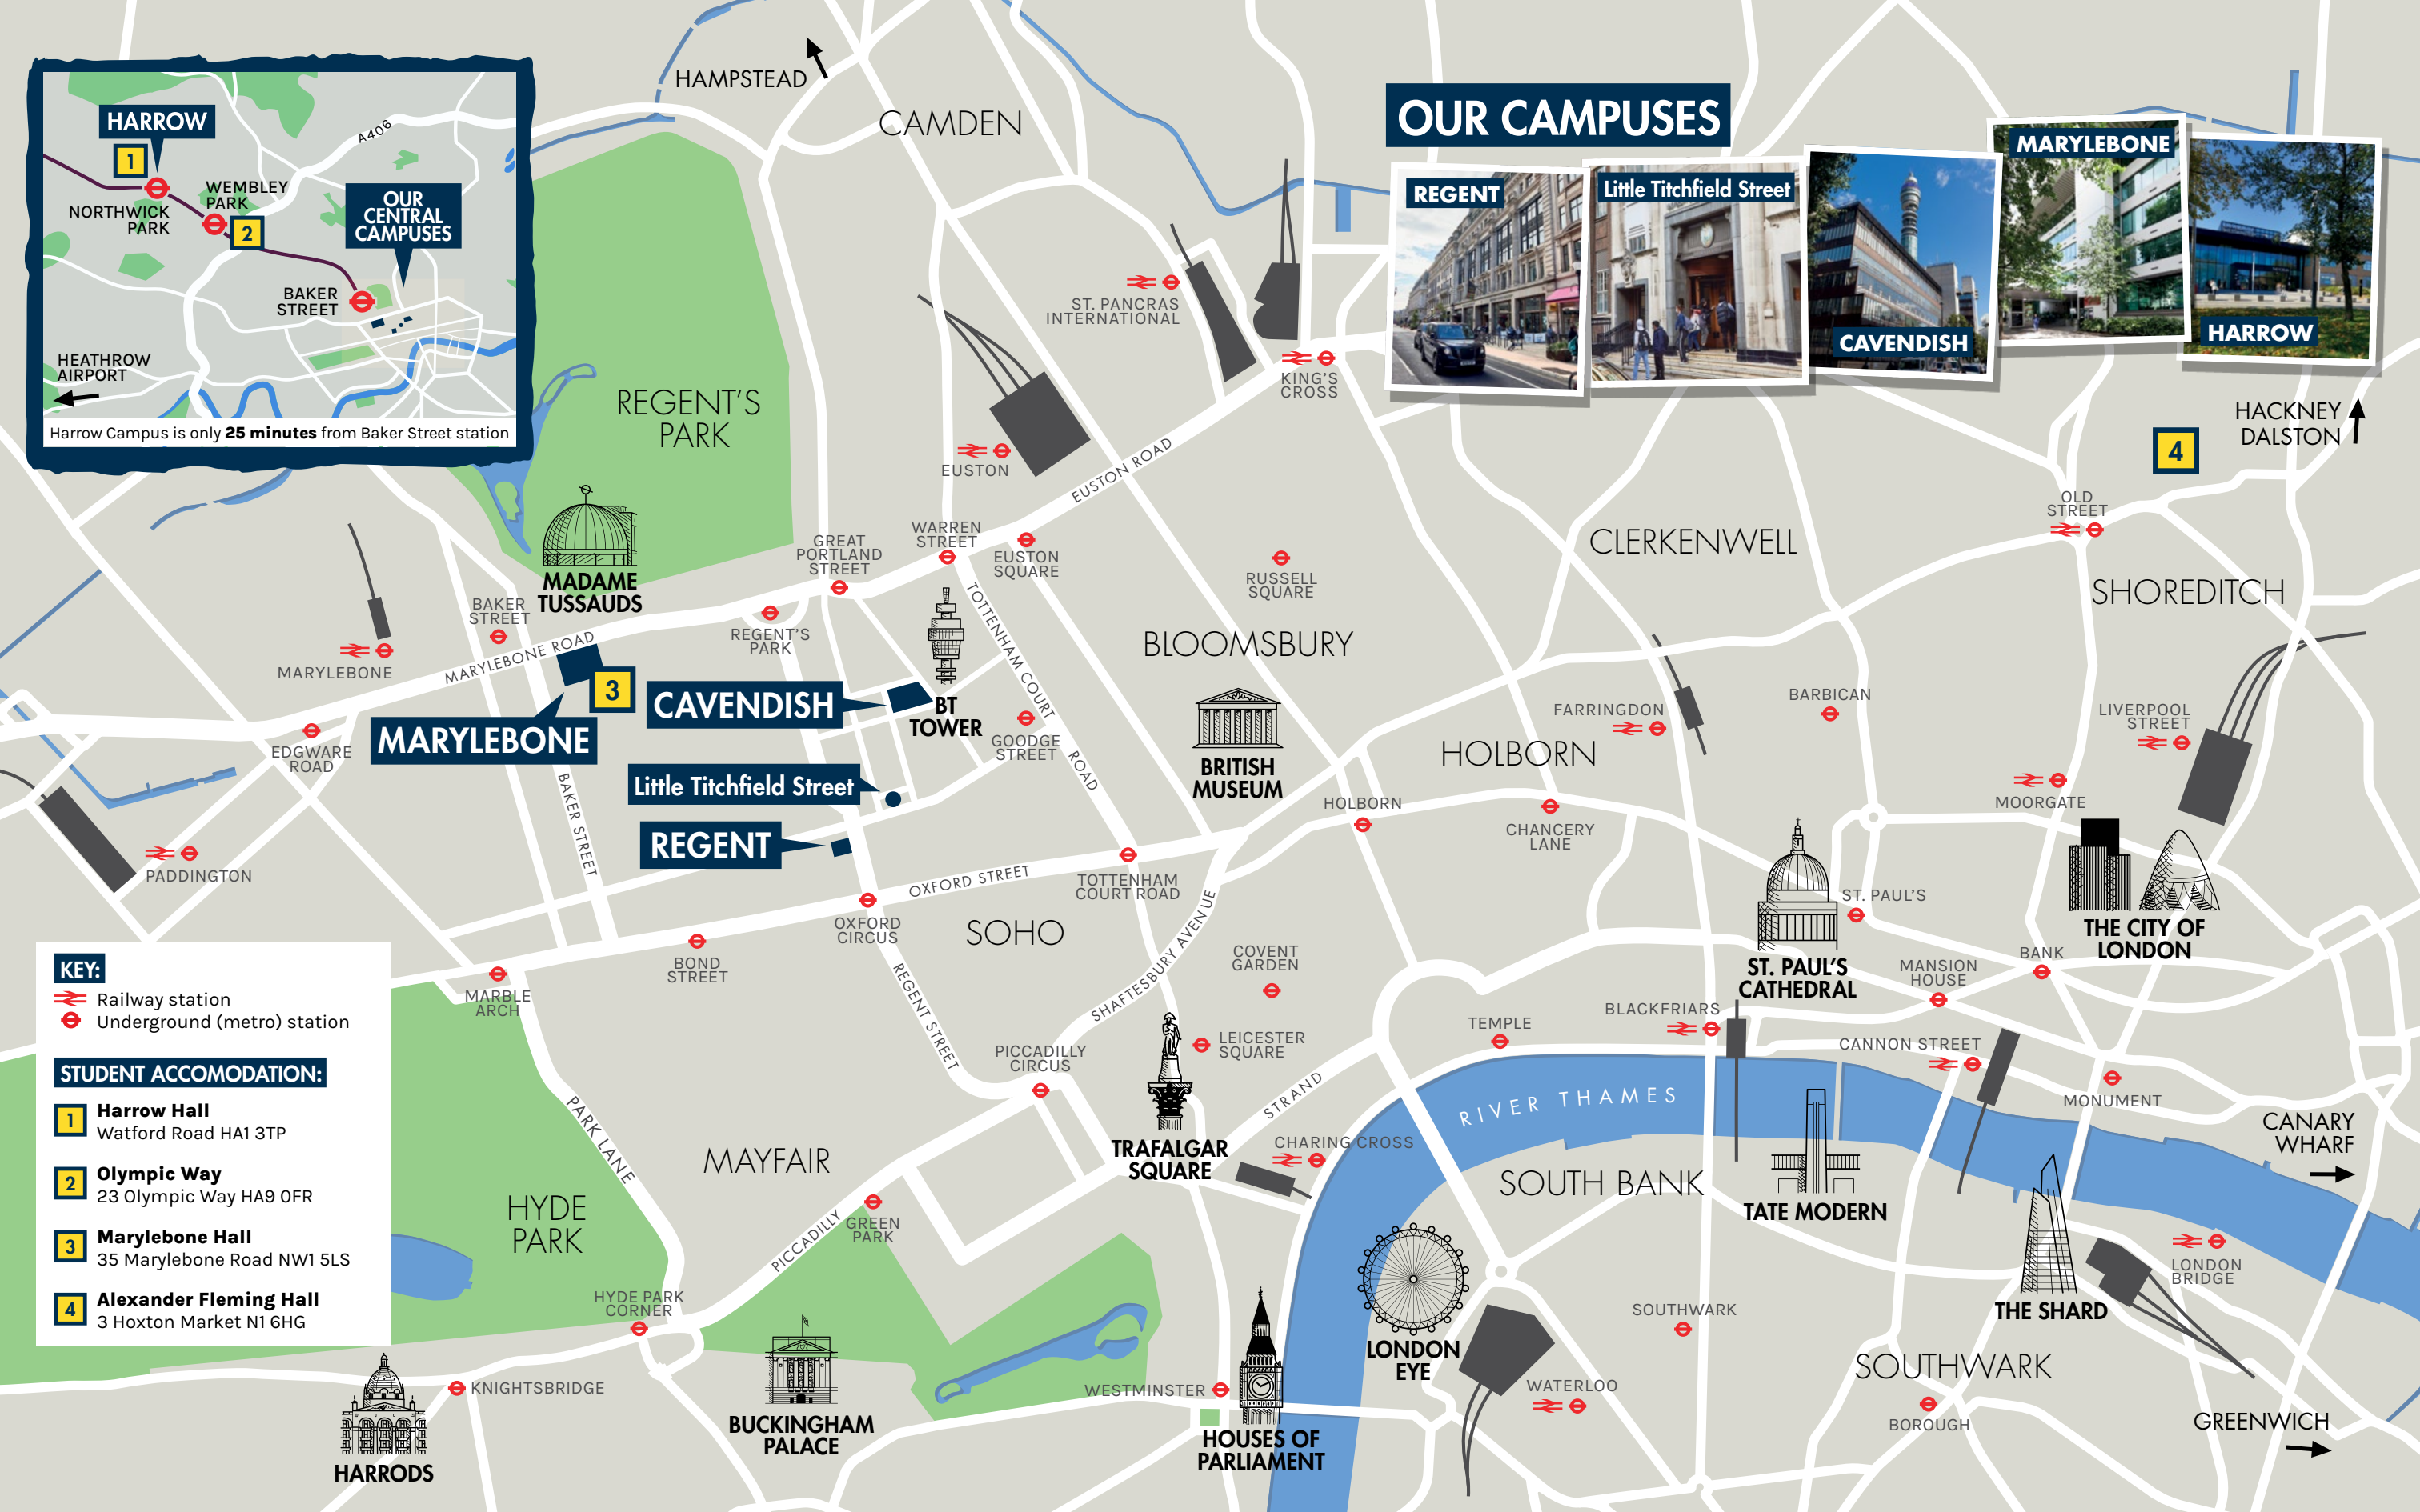 HARROW
1
A406
WEMBLEY
PARK
NORTHWICK
PARK
2
OUR
CENTRAL
CAMPUSES
BAKER
STREET
HEATHROW
AIRPORT
Harrow Campus is only 25 minutes from Baker Street station
HAMPSTEAD
CAMDEN
OUR CAMPUSES
REGENT
Little Titchfield Street
CAVENDISH
MARYLEBONE
HARROW
REGENT'S
PARK
ST. PANCRAS
INTERNATIONAL
KING'S
CROSS
EUSTON
EUSTON ROAD
HACKNEY
DALSTON
4
OLD
STREET
CLERKENWELL
SHOREDITCH
MADAME
TUSSAUDS
GREAT
PORTLAND
STREET
WARREN
STREET
EUSTON
SQUARE
RUSSELL
SQUARE
BAKER
STREET
REGENT'S
PARK
MARYLEBONE
MARYLEBONE ROAD
3
MARYLEBONE
CAVENDISH
BT
TOWER
TOTTENHAM COURT ROAD
GOODGE
STREET
BLOOMSBURY
BRITISH
MUSEUM
EDGWARE
ROAD
BAKER STREET
Little Titchfield Street
REGENT
PADDINGTON
HOLBORN
HOLBORN
FARRINGDON
BARBICAN
LIVERPOOL
STREET
MOORGATE
CHANCERY
LANE
OXFORD STREET
TOTTENHAM
COURT ROAD
OXFORD
CIRCUS
SOHO
BOND
STREET
MARBLE
ARCH
REGENT STREET
SHAFTESBURY AVENUE
COVENT
GARDEN
LEICESTER
SQUARE
PICCADILLY
CIRCUS
ST. PAUL'S
ST. PAUL'S
CATHEDRAL
THE CITY OF
LONDON
BANK
MANSION
HOUSE
BLACKFRIARS
TEMPLE
CANNON STREET
MONUMENT
CANARY
WHARF
RIVER THAMES
STRAND
CHARING CROSS
TRAFALGAR
SQUARE
PARK LANE
MAYFAIR
HYDE
PARK
PICCADILLY
GREEN
PARK
HYDE PARK
CORNER
SOUTH BANK
TATE MODERN
THE SHARD
LONDON
BRIDGE
LONDON
EYE
SOUTHWARK
SOUTHWARK
WATERLOO
BOROUGH
GREENWICH
WESTMINSTER
HOUSES OF
PARLIAMENT
BUCKINGHAM
PALACE
KNIGHTSBRIDGE
HARRODS
KEY:
Railway station
Underground (metro) station
STUDENT ACCOMODATION:
1
Harrow Hall
Watford Road HA1 3TP
2
Olympic Way
23 Olympic Way HA9 0FR
3
Marylebone Hall
35 Marylebone Road NW1 5LS
4
Alexander Fleming Hall
3 Hoxton Market N1 6HG